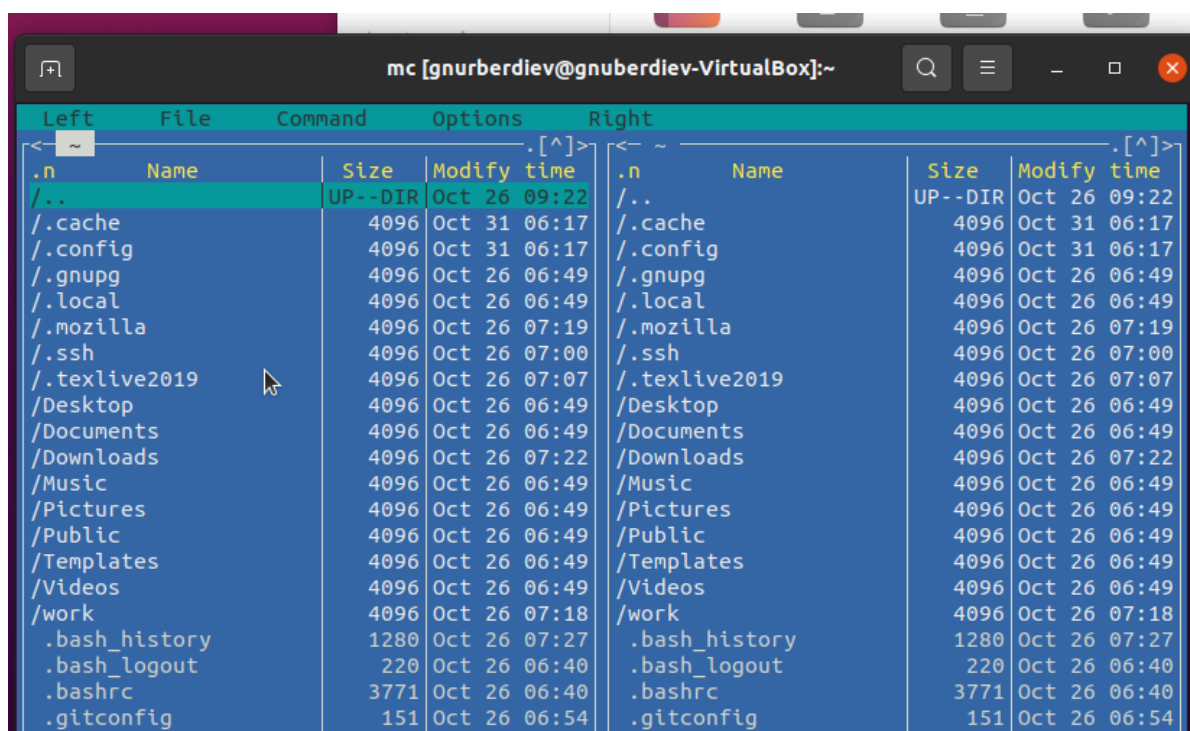 mc [gnurberdiev@gnuberdiev-VirtualBox]:~
Left File Command Options Right
<─ ~ ─.[^]>┐ <─ ~ ─.[^]>┐
.n Name Size Modify time .n Name Size Modify time
/.. UP--DIR Oct 26 09:22 /.. UP--DIR Oct 26 09:22
/.cache 4096 Oct 31 06:17 /.cache 4096 Oct 31 06:17
/.config 4096 Oct 31 06:17 /.config 4096 Oct 31 06:17
/.gnupg 4096 Oct 26 06:49 /.gnupg 4096 Oct 26 06:49
/.local 4096 Oct 26 06:49 /.local 4096 Oct 26 06:49
/.mozilla 4096 Oct 26 07:19 /.mozilla 4096 Oct 26 07:19
/.ssh 4096 Oct 26 07:00 /.ssh 4096 Oct 26 07:00
/.texlive2019 4096 Oct 26 07:07 /.texlive2019 4096 Oct 26 07:07
/Desktop 4096 Oct 26 06:49 /Desktop 4096 Oct 26 06:49
/Documents 4096 Oct 26 06:49 /Documents 4096 Oct 26 06:49
/Downloads 4096 Oct 26 07:22 /Downloads 4096 Oct 26 07:22
/Music 4096 Oct 26 06:49 /Music 4096 Oct 26 06:49
/Pictures 4096 Oct 26 06:49 /Pictures 4096 Oct 26 06:49
/Public 4096 Oct 26 06:49 /Public 4096 Oct 26 06:49
/Templates 4096 Oct 26 06:49 /Templates 4096 Oct 26 06:49
/Videos 4096 Oct 26 06:49 /Videos 4096 Oct 26 06:49
/work 4096 Oct 26 07:18 /work 4096 Oct 26 07:18
.bash_history 1280 Oct 26 07:27 .bash_history 1280 Oct 26 07:27
.bash_logout 220 Oct 26 06:40 .bash_logout 220 Oct 26 06:40
.bashrc 3771 Oct 26 06:40 .bashrc 3771 Oct 26 06:40
.gitconfig 151 Oct 26 06:54 .gitconfig 151 Oct 26 06:54